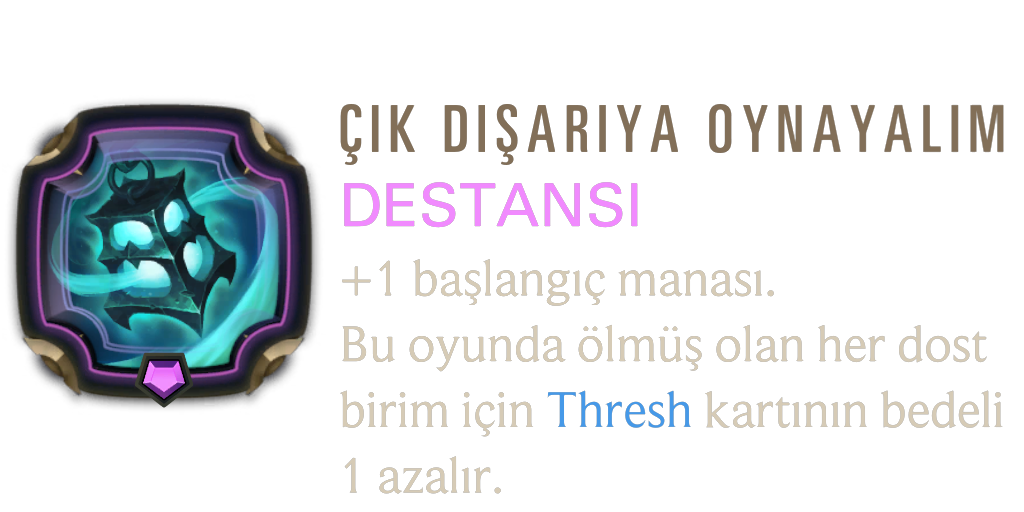 ÇIK DIŞARIYA OYNAYALIM
DESTANSI
+1 başlangıç manası.
Bu oyunda ölmüş olan her dost
birim için Thresh kartının bedeli
1 azalır.